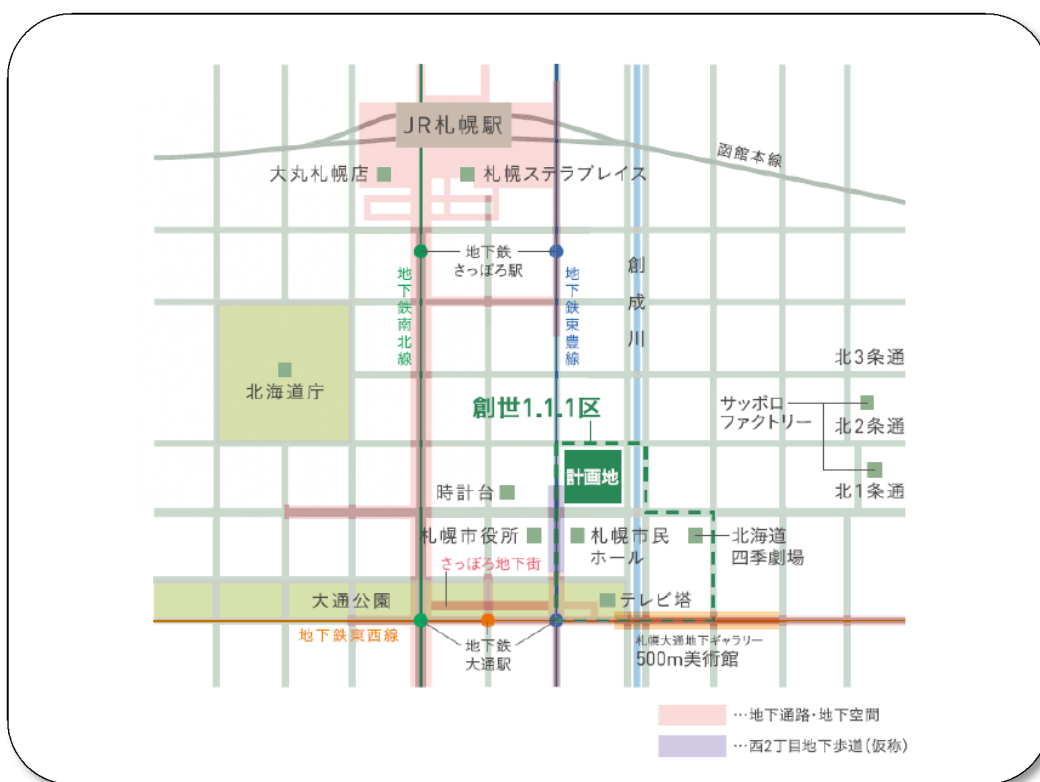 JR札幌駅
函館本線
大丸札幌店
札幌ステラプレイス
地下鉄
さっぽろ駅
地下鉄南北線
地下鉄東豊線
創成川
北3条通
北海道庁
創世1.1.1区
サッポロ
ファクトリー
北2条通
計画地
時計台
北1条通
札幌市役所
札幌市民
ホール
北海道
四季劇場
さっぽろ地下街
大通公園
テレビ塔
地下鉄東西線
地下鉄
大通駅
札幌大通地下ギャラリー
500m美術館
…地下通路・地下空間
…西2丁目地下歩道(仮称)